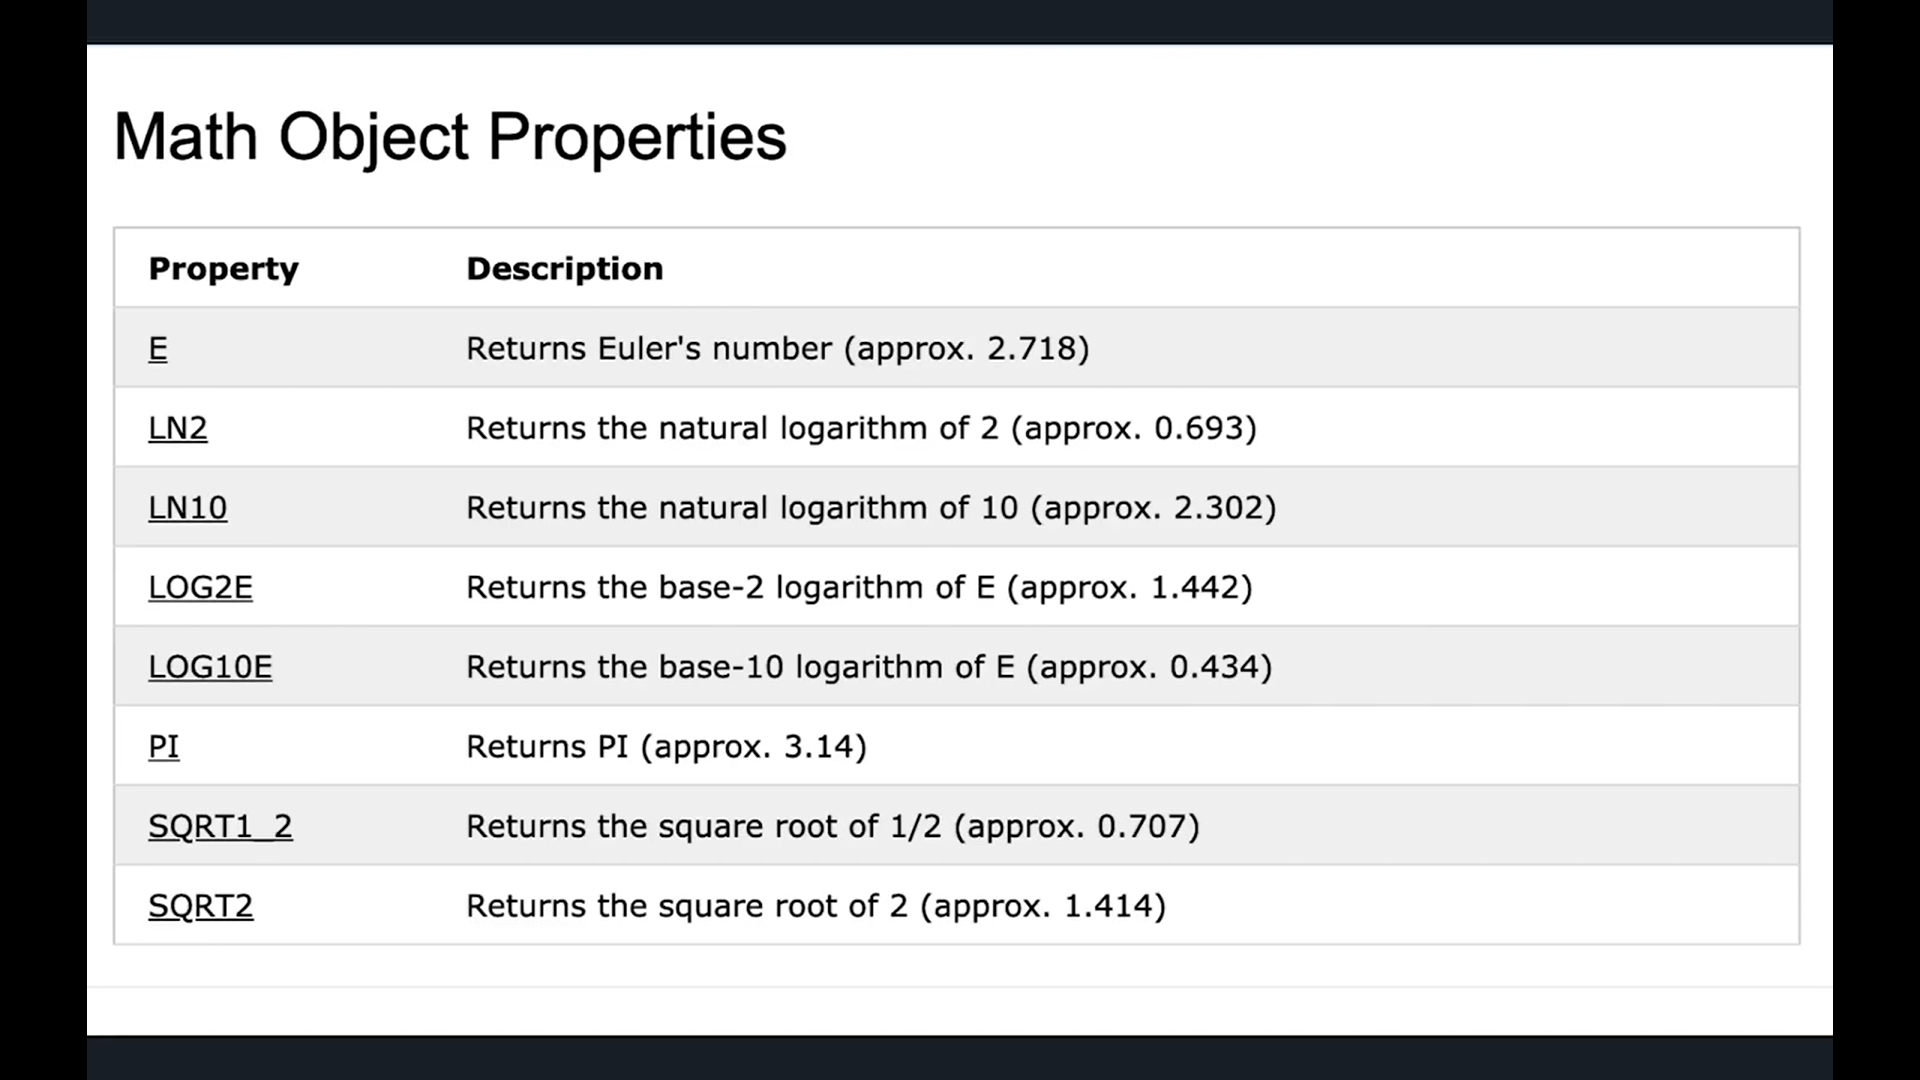 Math Object Properties
Property Description
E Returns Euler's number (approx. 2.718)
LN2 Returns the natural logarithm of 2 (approx. 0.693)
LN10 Returns the natural logarithm of 10 (approx. 2.302)
LOG2E Returns the base-2 logarithm of E (approx. 1.442)
LOG10E Returns the base-10 logarithm of E (approx. 0.434)
PI Returns PI (approx. 3.14)
SQRT1_2 Returns the square root of 1/2 (approx. 0.707)
SQRT2 Returns the square root of 2 (approx. 1.414)